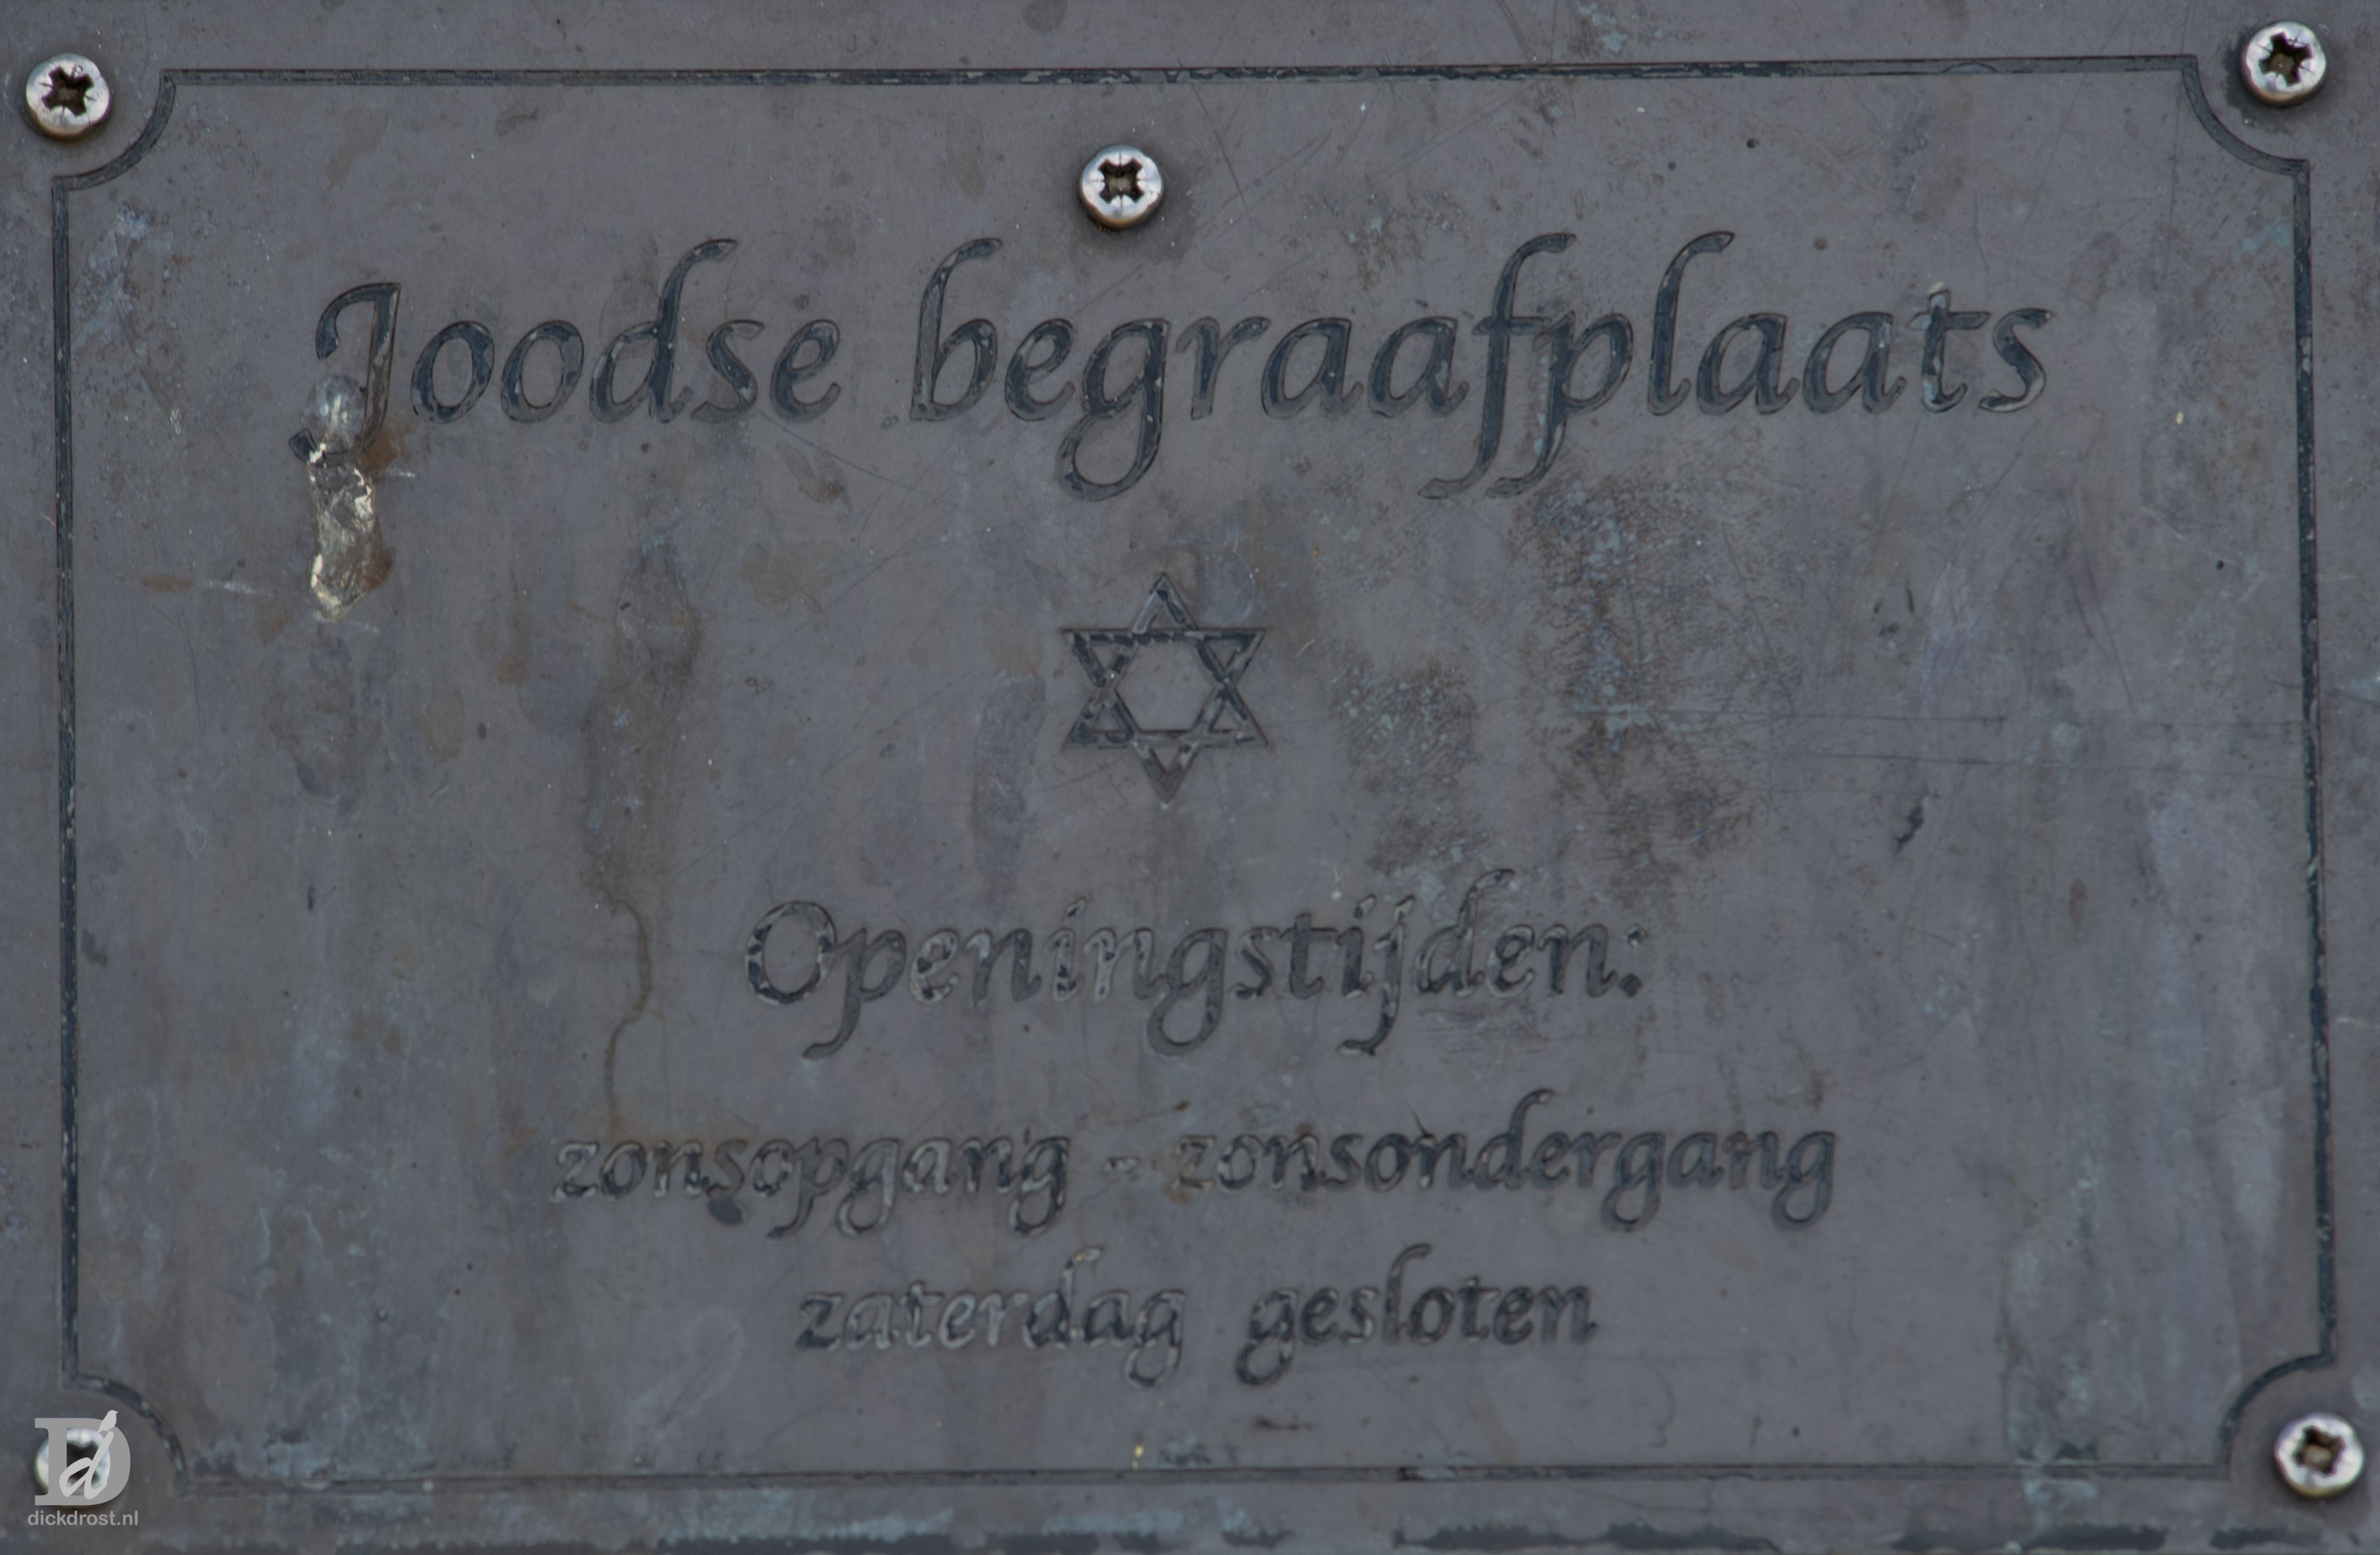 Joodse begraafplaats
Openingstijden:
zonsopgang - zonsondergang
zaterdag gesloten
dickdrost.nl